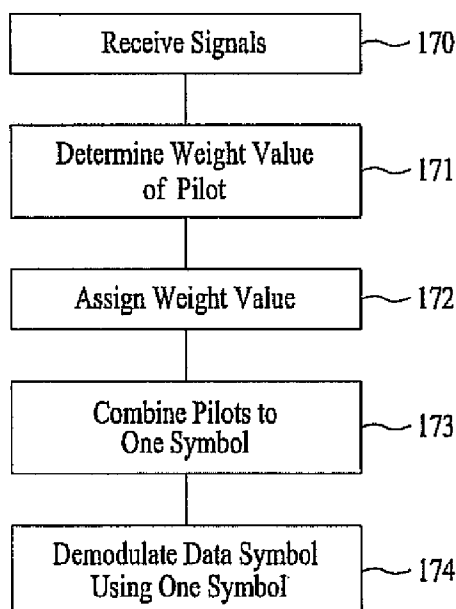 Receive Signals
170
Determine Weight Value
of Pilot
171
Assign Weight Value
172
Combine Pilots to
One Symbol
173
Demodulate Data Symbol
Using One Symbol
174